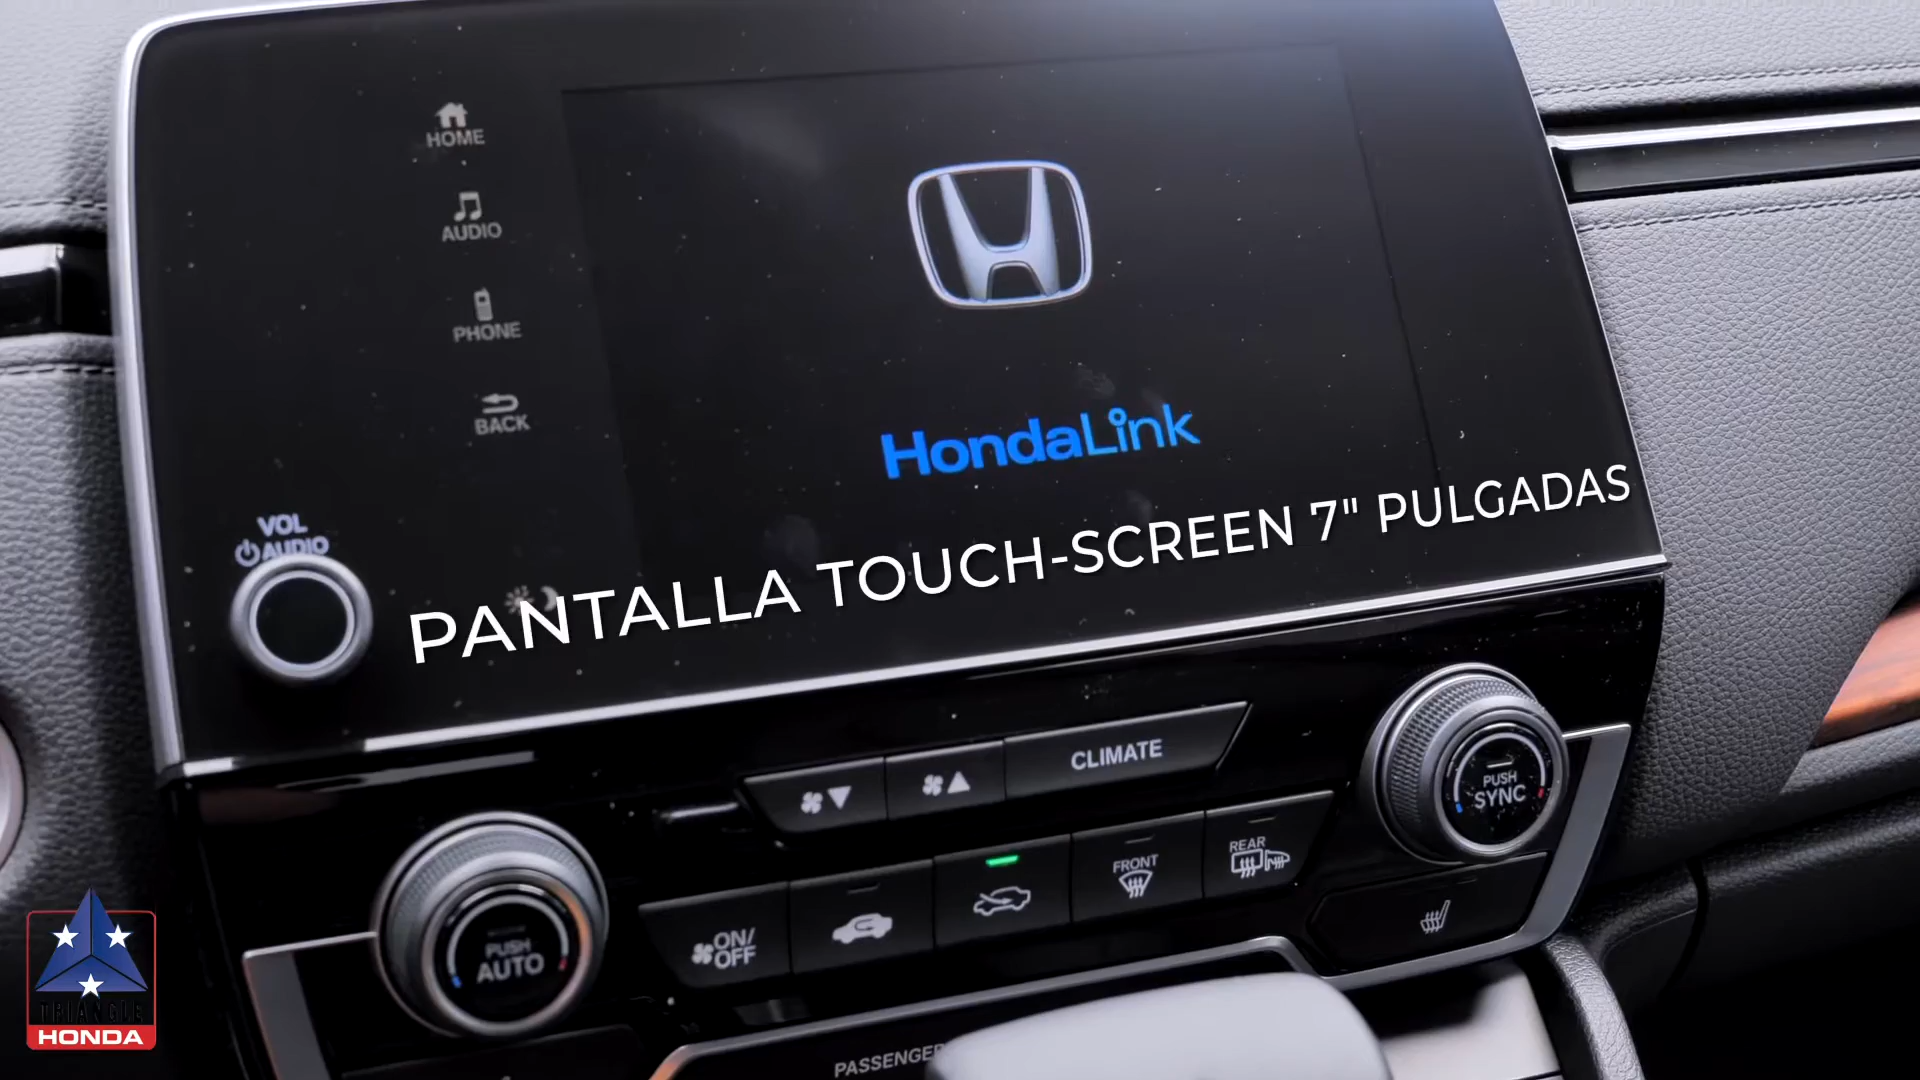 HOME
AUDIO
PHONE
BACK
HondaLink
VOL
AUDIO
PANTALLA TOUCH-SCREEN 7" PULGADAS
CLIMATE
PUSH
SYNC
FRONT
REAR
ON/
OFF
PUSH
AUTO
PASSENGER
TRIANGLE
HONDA